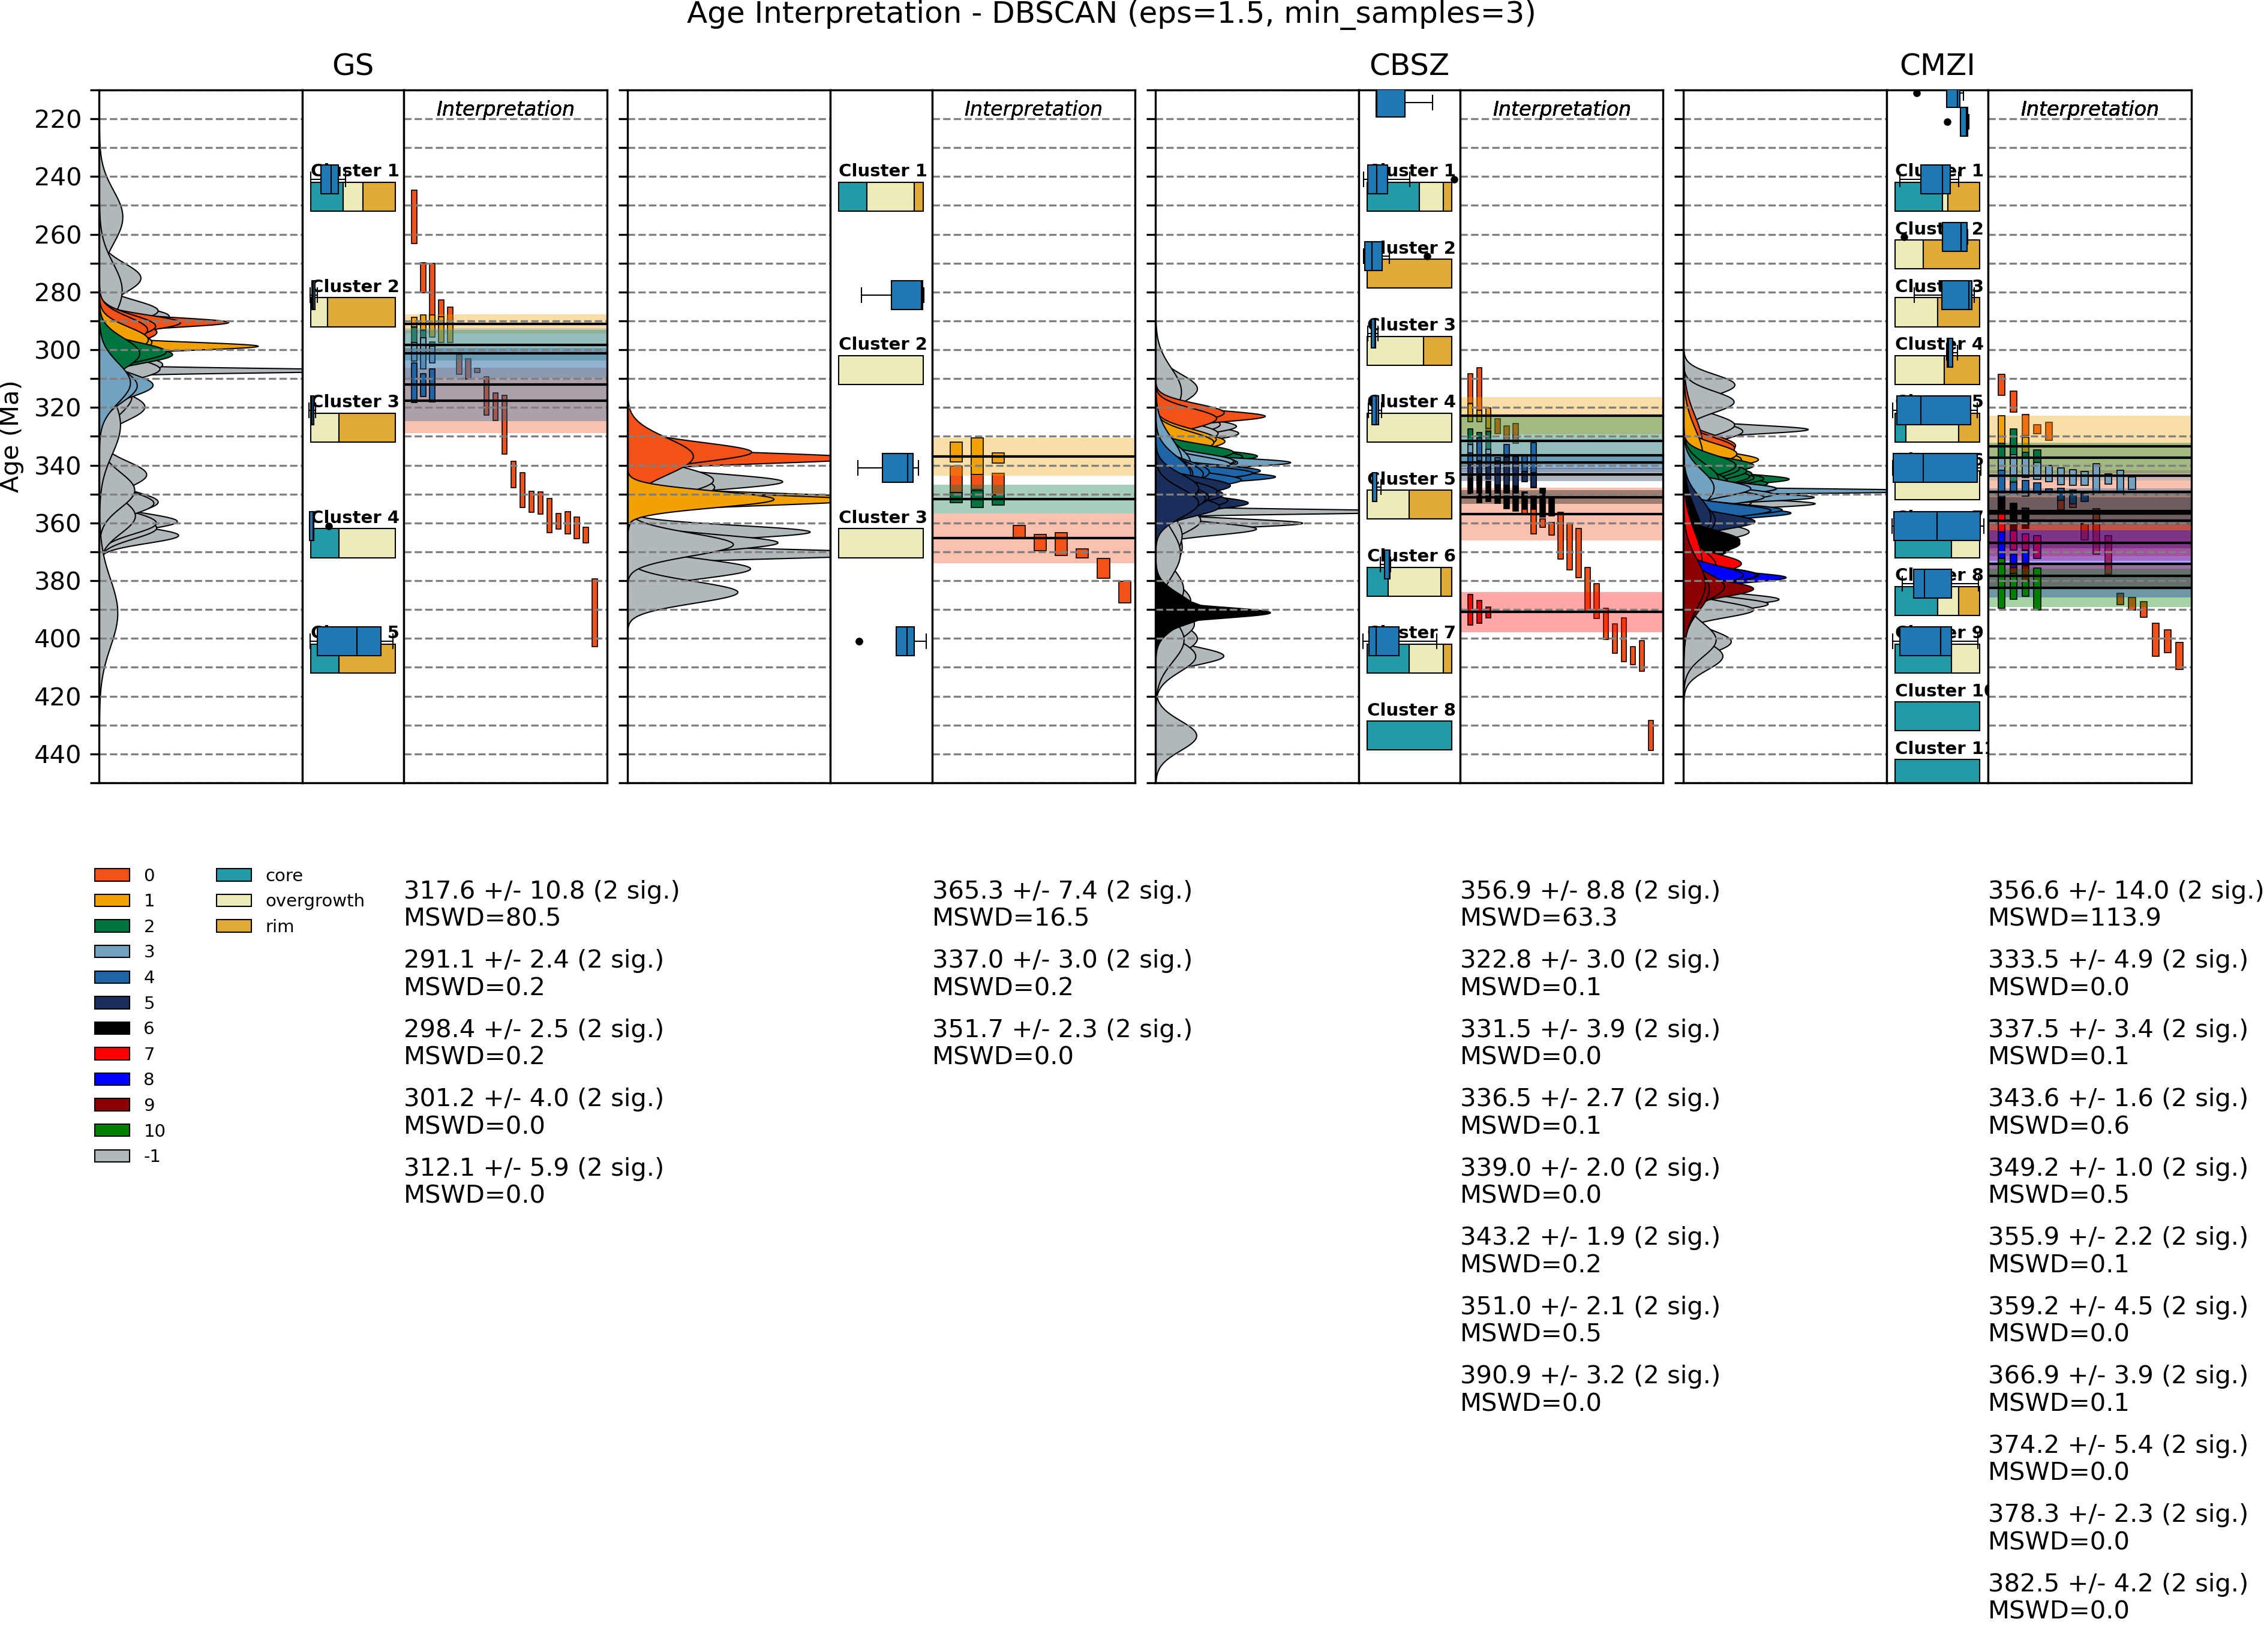 Age Interpretation - DBSCAN (eps=1.5, min_samples=3)
GS
CBSZ
CMZI
Age (Ma)
220
240
260
280
300
320
340
360
380
400
420
440
Interpretation
Cluster 1
Cluster 2
Cluster 3
Cluster 4
5
Interpretation
Cluster 1
Cluster 2
Cluster 3
Interpretation
Cluster 1
Cluster 2
Cluster 3
Cluster 4
Cluster 5
Cluster 6
Cluster 7
Cluster 8
Interpretation
Cluster 1
Cluster 2
Cluster 3
Cluster 4
5
Cluster 8
Cluster 9
Cluster 10
Cluster 11
0
1
2
3
4
5
6
7
8
9
10
-1
core
overgrowth
rim
317.6 +/- 10.8 (2 sig.)
MSWD=80.5
291.1 +/- 2.4 (2 sig.)
MSWD=0.2
298.4 +/- 2.5 (2 sig.)
MSWD=0.2
301.2 +/- 4.0 (2 sig.)
MSWD=0.0
312.1 +/- 5.9 (2 sig.)
MSWD=0.0
365.3 +/- 7.4 (2 sig.)
MSWD=16.5
337.0 +/- 3.0 (2 sig.)
MSWD=0.2
351.7 +/- 2.3 (2 sig.)
MSWD=0.0
356.9 +/- 8.8 (2 sig.)
MSWD=63.3
322.8 +/- 3.0 (2 sig.)
MSWD=0.1
331.5 +/- 3.9 (2 sig.)
MSWD=0.0
336.5 +/- 2.7 (2 sig.)
MSWD=0.1
339.0 +/- 2.0 (2 sig.)
MSWD=0.0
343.2 +/- 1.9 (2 sig.)
MSWD=0.2
351.0 +/- 2.1 (2 sig.)
MSWD=0.5
390.9 +/- 3.2 (2 sig.)
MSWD=0.0
356.6 +/- 14.0 (2 sig.)
MSWD=113.9
333.5 +/- 4.9 (2 sig.)
MSWD=0.0
337.5 +/- 3.4 (2 sig.)
MSWD=0.1
343.6 +/- 1.6 (2 sig.)
MSWD=0.6
349.2 +/- 1.0 (2 sig.)
MSWD=0.5
355.9 +/- 2.2 (2 sig.)
MSWD=0.1
359.2 +/- 4.5 (2 sig.)
MSWD=0.0
366.9 +/- 3.9 (2 sig.)
MSWD=0.1
374.2 +/- 5.4 (2 sig.)
MSWD=0.0
378.3 +/- 2.3 (2 sig.)
MSWD=0.0
382.5 +/- 4.2 (2 sig.)
MSWD=0.0